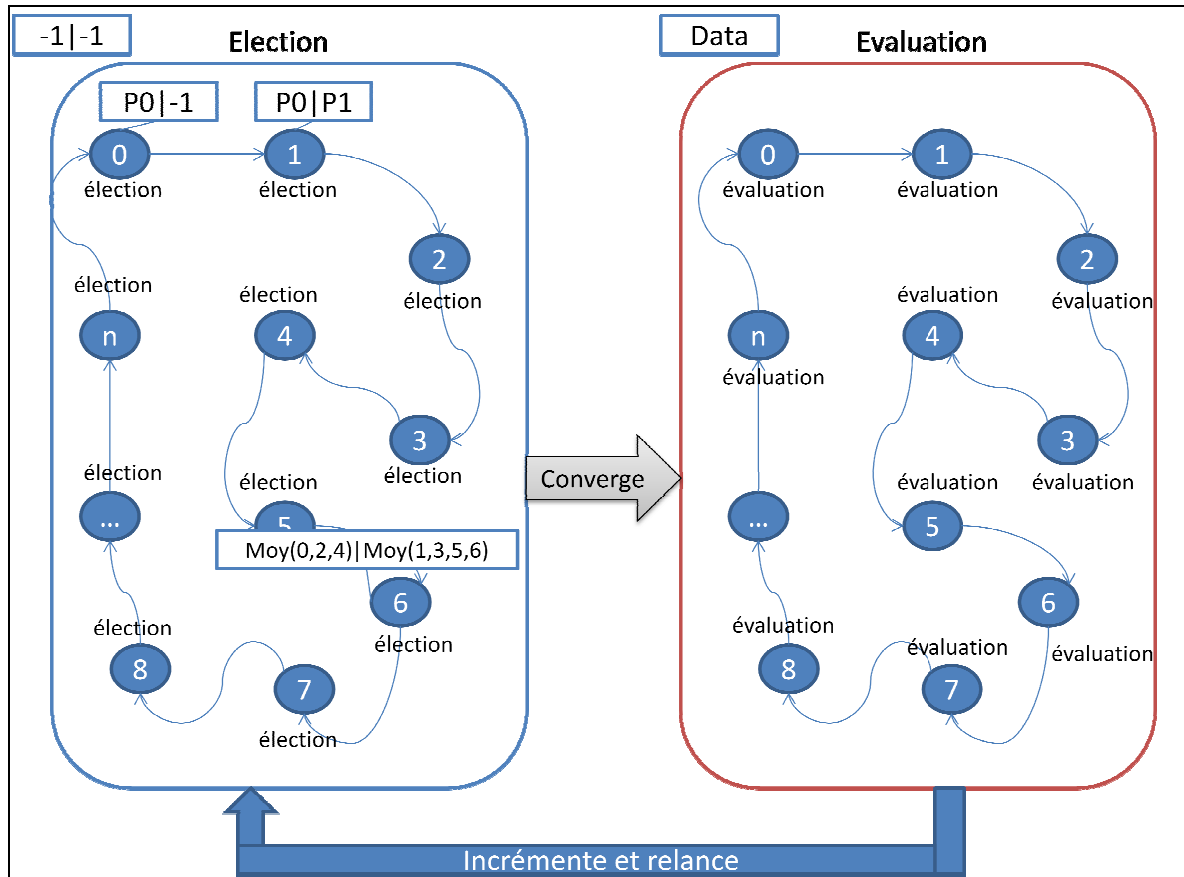 -1|-1
Election
P0|-1
P0|P1
0
élection
1
élection
2
élection
élection
n
élection
4
3
élection
élection
...
élection
5
Moy(0,2,4)|Moy(1,3,5,6)
6
élection
élection
8
7
élection
Converge
Data
Evaluation
0
évaluation
1
évaluation
2
évaluation
n
évaluation
évaluation
4
3
évaluation
...
évaluation
5
6
évaluation
évaluation
8
évaluation
7
Incrémente et relance